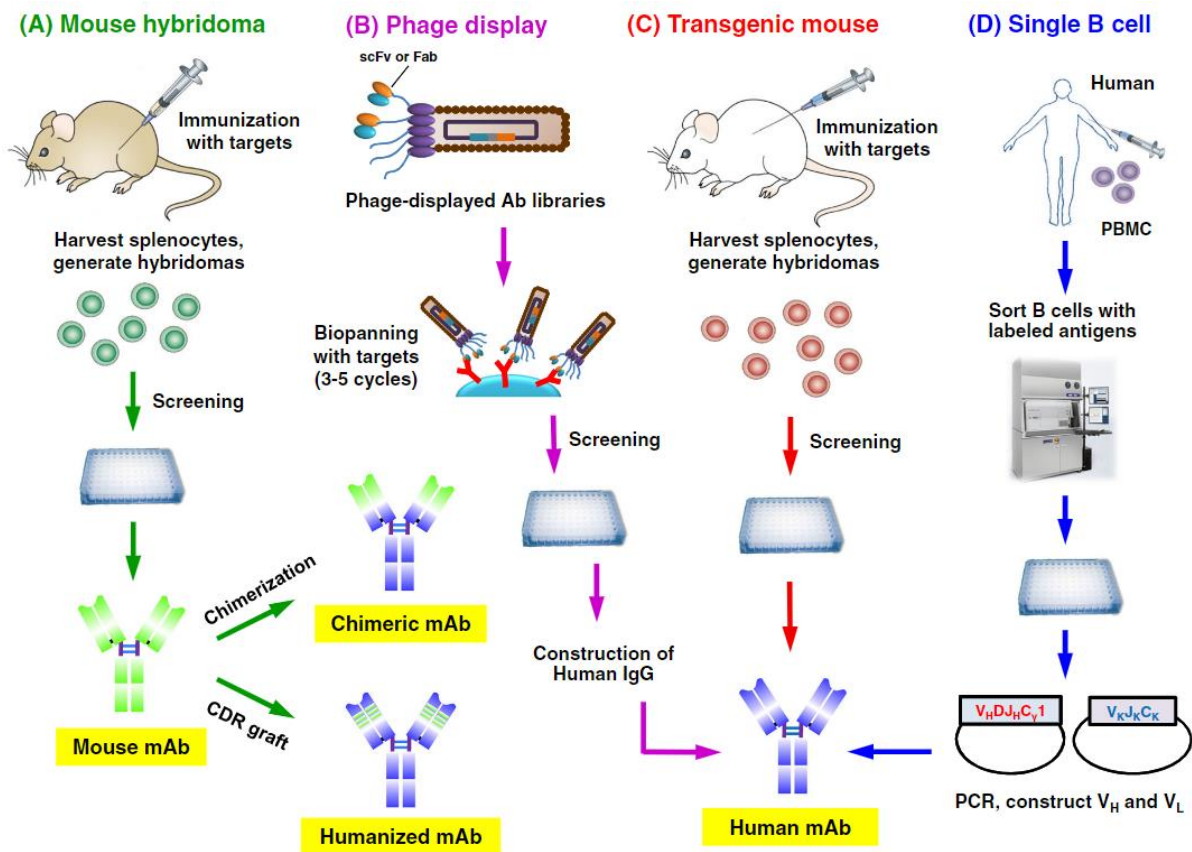 (A) Mouse hybridoma
Immunization
with targets
Harvest splenocytes,
generate hybridomas
Screening
Mouse mAb
Chimerization
Chimeric mAb
CDR graft
Humanized mAb
(B) Phage display
scFv or Fab
Phage-displayed Ab libraries
Biopanning
with targets
(3-5 cycles)
Screening
Construction of
Human IgG
(C) Transgenic mouse
Immunization
with targets
Harvest splenocytes,
generate hybridomas
Screening
Human mAb
(D) Single B cell
Human
PBMC
Sort B cells with
labeled antigens
VHDJHCγ1
VKJKCK
PCR, construct VH and VL